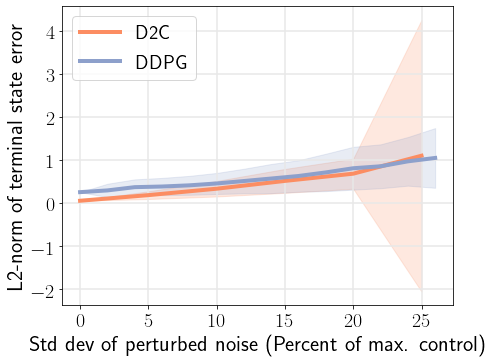 L2-norm of terminal state error
4
3
2
1
0
−1
−2
D2C
DDPG
0 5 10 15 20 25
Std dev of perturbed noise (Percent of max. control)